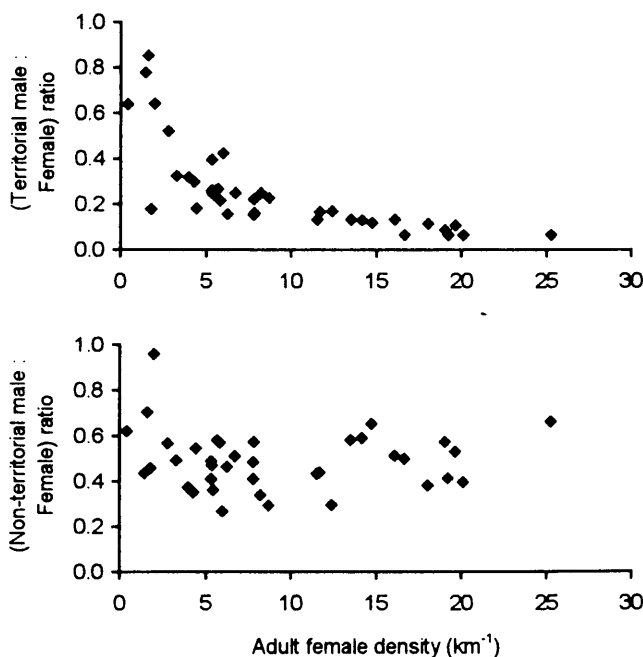 (Territorial male :
Female) ratio
1.0
0.8
0.6
0.4
0.2
0.0
0 5 10 15 20 25 30
(Non-territorial male :
Female) ratio
1.0
0.8
0.6
0.4
0.2
0.0
0 5 10 15 20 25 30
Adult female density (km⁻¹)